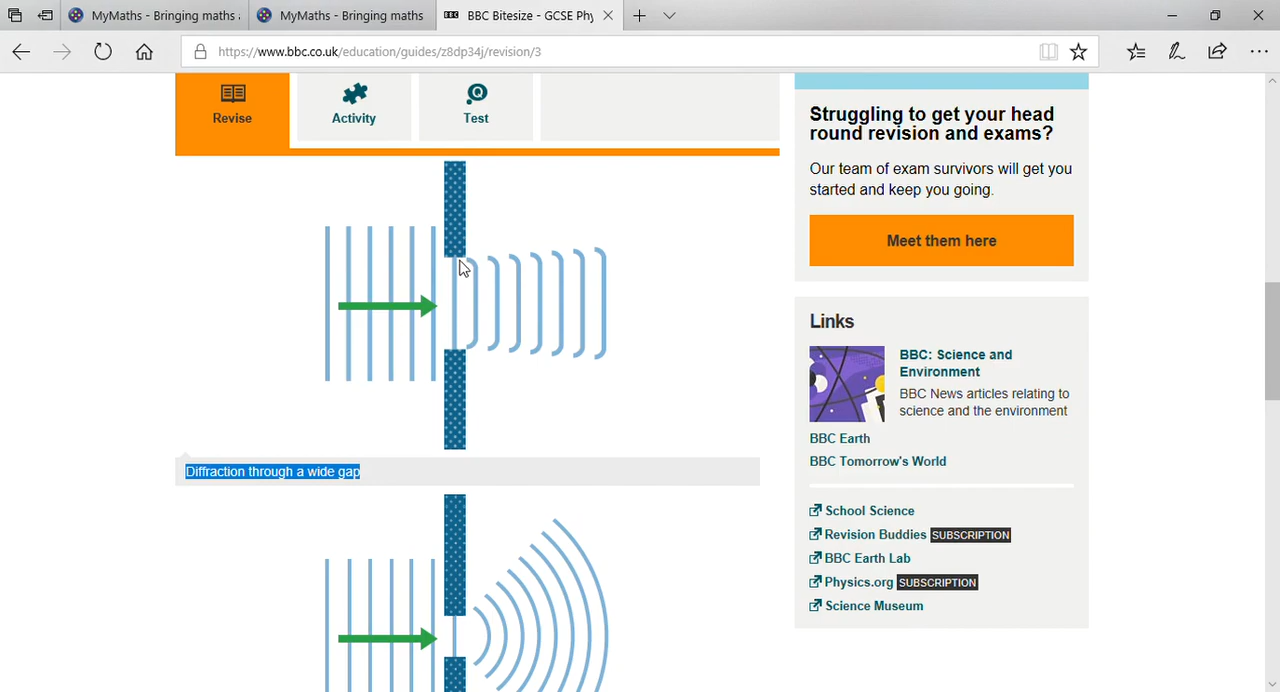 MyMaths - Bringing maths
MyMaths - Bringing maths
BBC Bitesize - GCSE Phy
https://www.bbc.co.uk/education/guides/z8dp34j/revision/3
Revise
Activity
Test
Diffraction through a wide gap
Struggling to get your head
round revision and exams?
Our team of exam survivors will get you
started and keep you going.
Meet them here
Links
BBC: Science and
Environment
BBC News articles relating to
science and the environment
BBC Earth
BBC Tomorrow's World
School Science
Revision Buddies SUBSCRIPTION
BBC Earth Lab
Physics.org SUBSCRIPTION
Science Museum